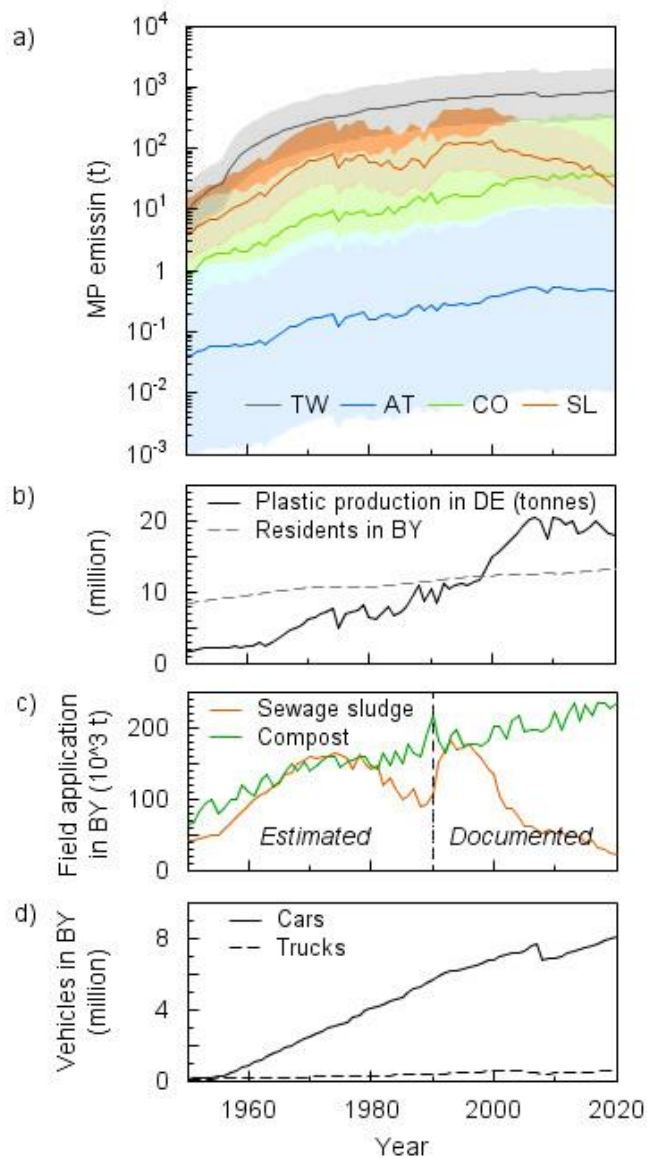 a)
MP emissin (t)
10^4
10^3
10^2
10^1
1
10^-1
10^-2
10^-3
TW AT CO SL
b)
(million)
20
10
0
Plastic production in DE (tonnes)
Residents in BY
c)
Field application
in BY (10^3 t)
200
100
0
Sewage sludge
Compost
Estimated Documented
d)
Vehicles in BY
(million)
8
4
0
Cars
Trucks
1960 1980 2000 2020
Year